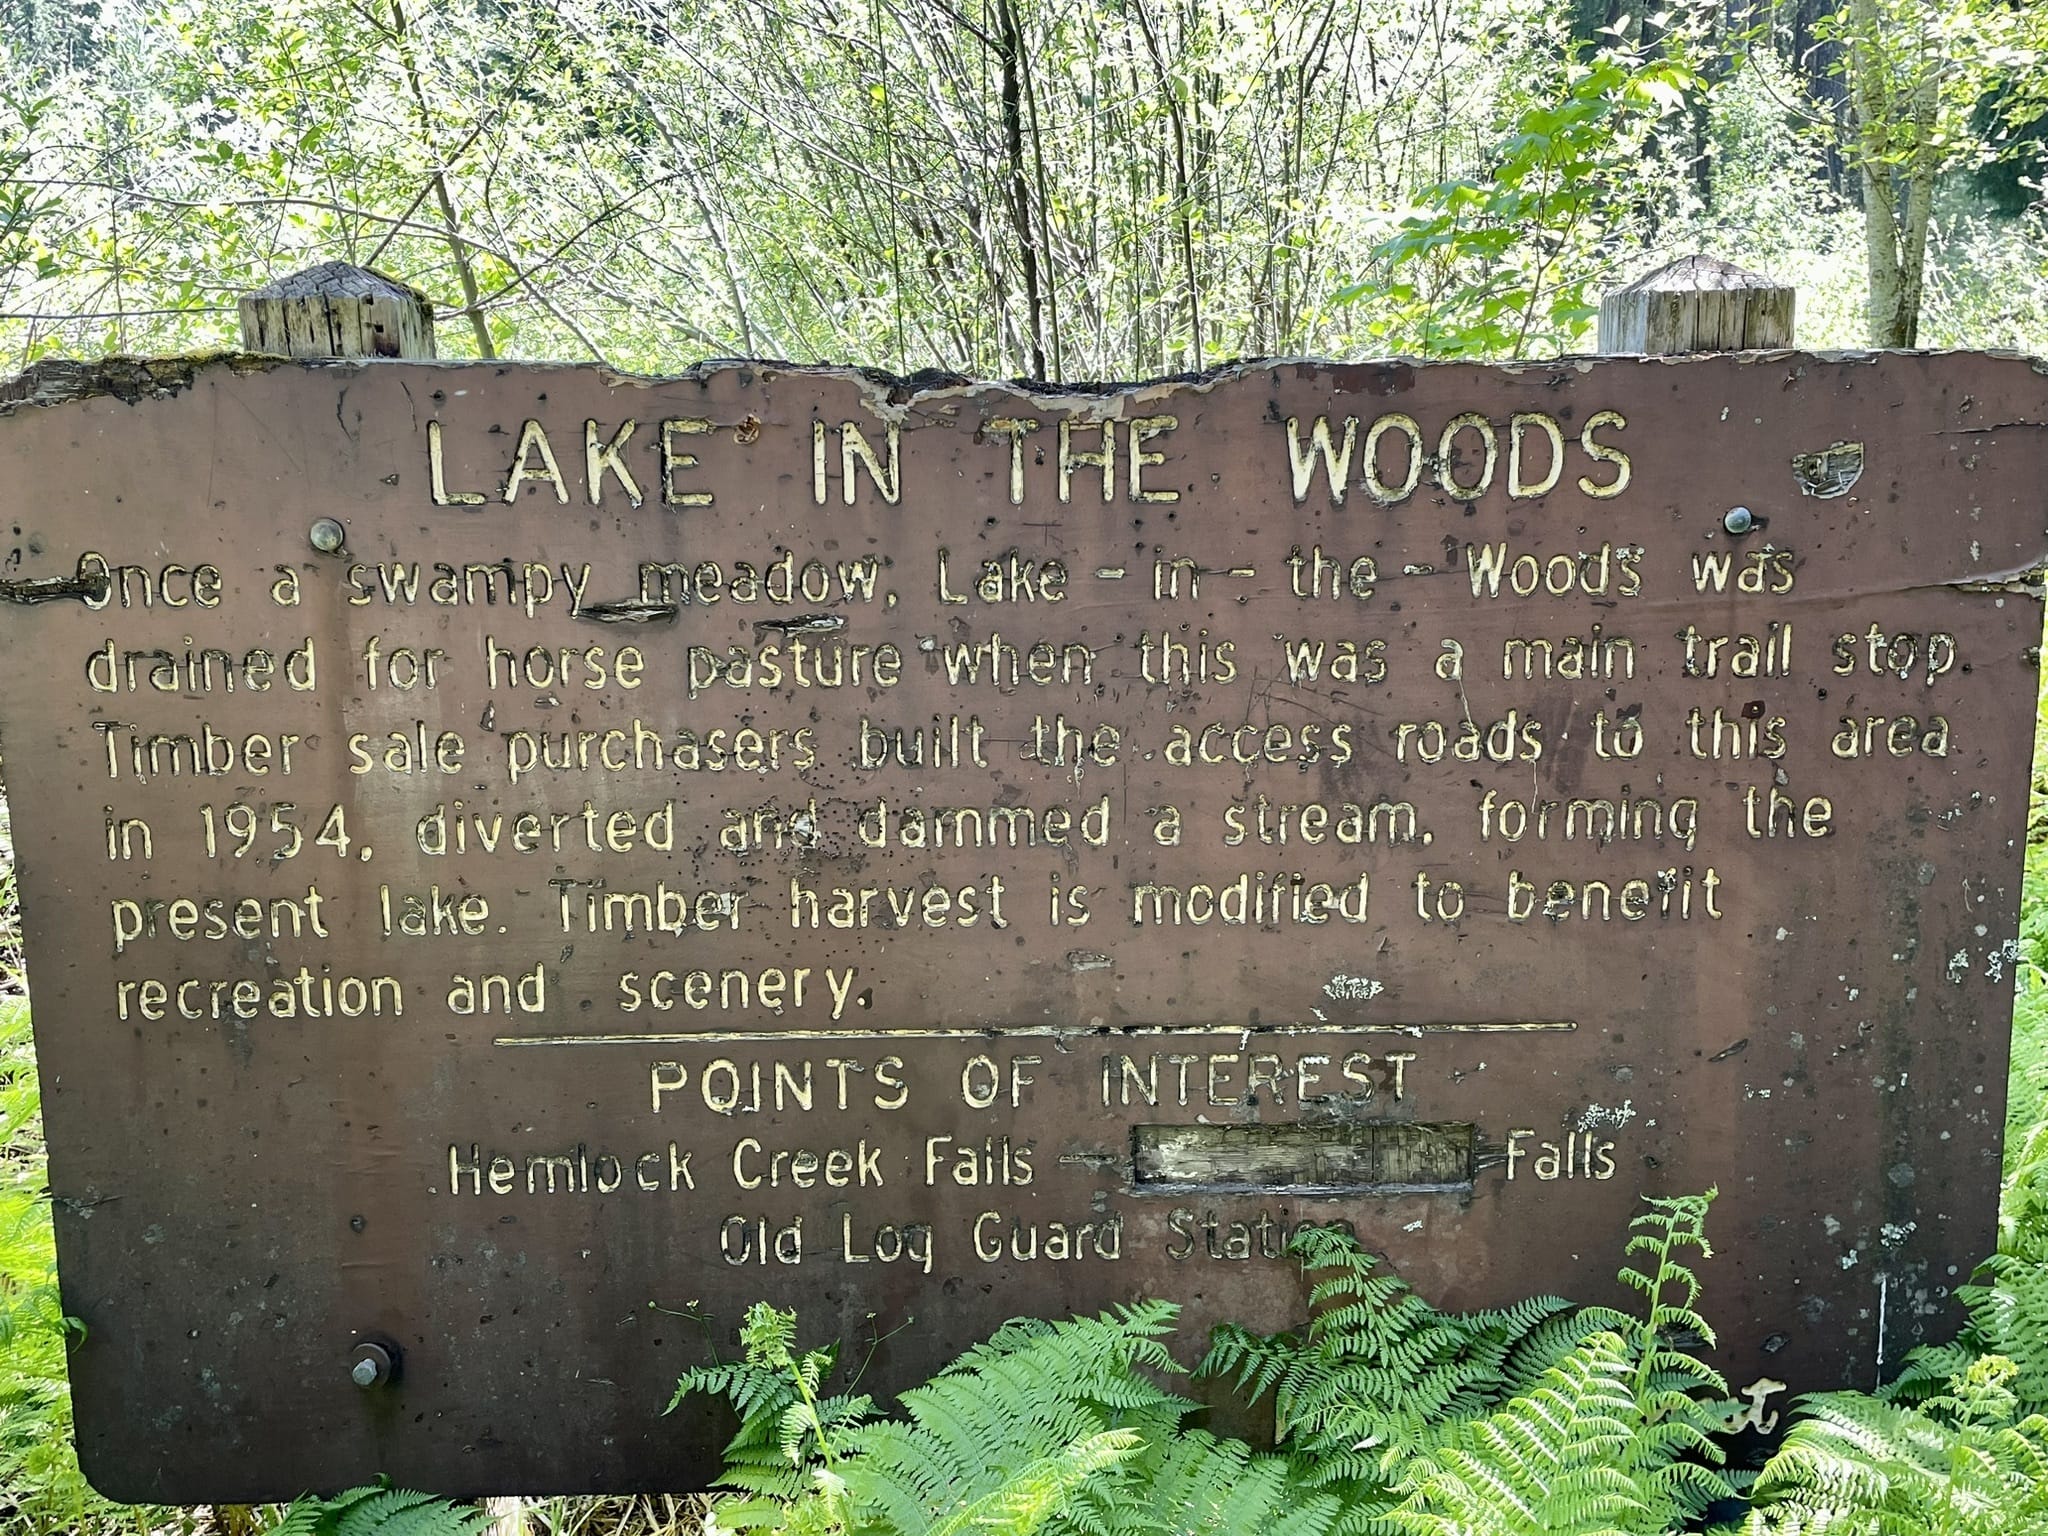 LAKE IN THE WOODS
Once a swampy meadow, Lake-in-the-Woods was
drained for horse pasture when this was a main trail stop
Timber sale purchasers built the access roads to this area
in 1954, diverted and dammed a stream, forming the
present lake. Timber harvest is modified to benefit
recreation and scenery.
POINTS OF INTEREST
Hemlock Creek Falls - Falls
Old Log Guard Station